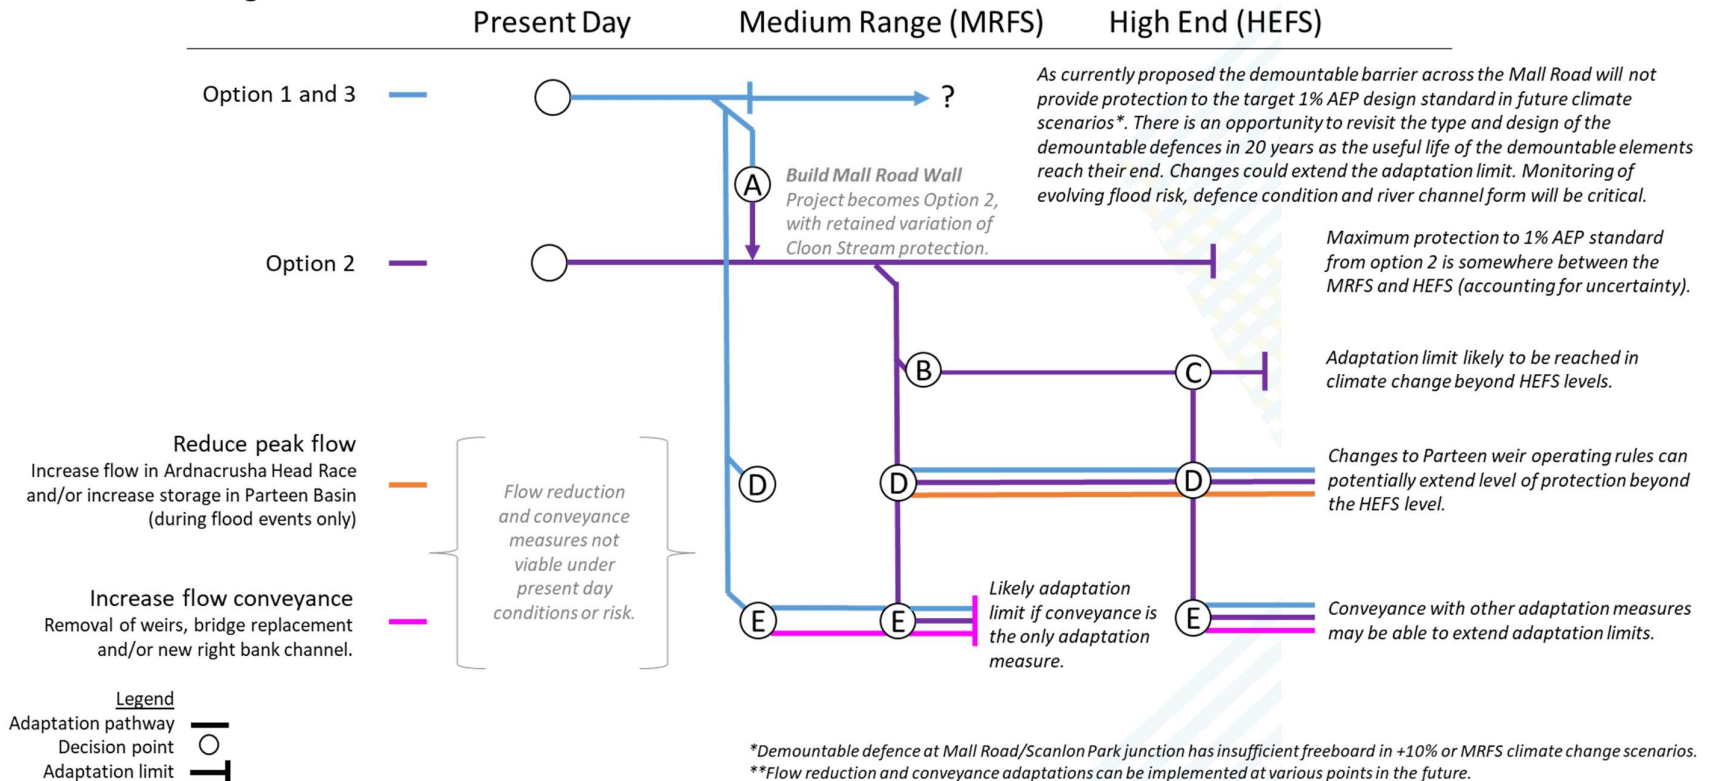 Present Day
Medium Range (MRFS)
High End (HEFS)
Option 1 and 3
?
As currently proposed the demountable barrier across the Mall Road will not
provide protection to the target 1% AEP design standard in future climate
scenarios*. There is an opportunity to revisit the type and design of the
demountable defences in 20 years as the useful life of the demountable elements
reach their end. Changes could extend the adaptation limit. Monitoring of
evolving flood risk, defence condition and river channel form will be critical.
A
Build Mall Road Wall
Project becomes Option 2,
with retained variation of
Cloon Stream protection.
Option 2
Maximum protection to 1% AEP standard
from option 2 is somewhere between the
MRFS and HEFS (accounting for uncertainty).
B
C
Adaptation limit likely to be reached in
climate change beyond HEFS levels.
Reduce peak flow
Increase flow in Ardnacrusha Head Race
and/or increase storage in Parteen Basin
(during flood events only)
Flow reduction
and conveyance
measures not
viable under
present day
conditions or risk.
D
D
D
Changes to Parteen weir operating rules can
potentially extend level of protection beyond
the HEFS level.
Increase flow conveyance
Removal of weirs, bridge replacement
and/or new right bank channel.
E
E
Likely adaptation
limit if conveyance is
the only adaptation
measure.
E
Conveyance with other adaptation measures
may be able to extend adaptation limits.
Legend
Adaptation pathway
Decision point
Adaptation limit
*Demountable defence at Mall Road/Scanlon Park junction has insufficient freeboard in +10% or MRFS climate change scenarios.
**Flow reduction and conveyance adaptations can be implemented at various points in the future.